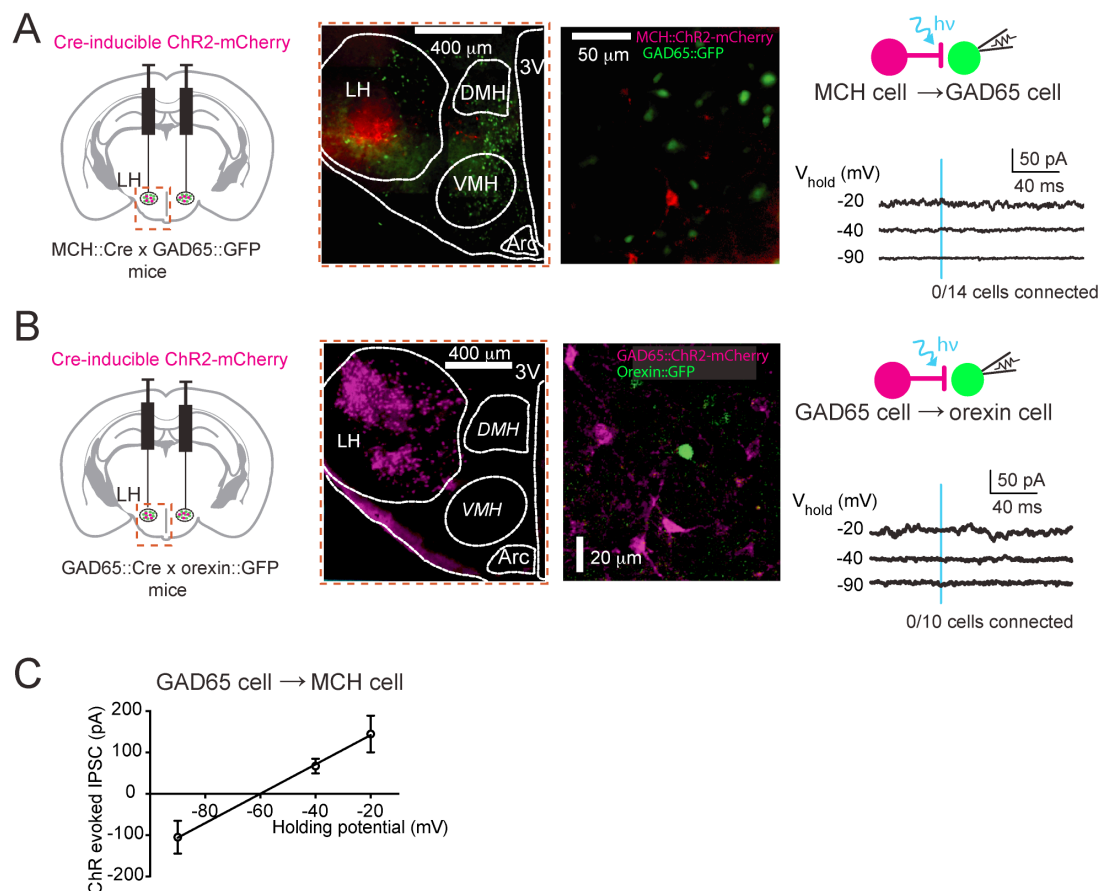 A
Cre-inducible ChR2-mCherry
LH
MCH::Cre x GAD65::GFP
mice
400 μm
LH
DMH
3V
VMH
Arc
50 μm
MCH::ChR2-mCherry
GAD65::GFP
hν
MCH cell →GAD65 cell
50 pA
40 ms
Vhold (mV)
-20
-40
-90
0/14 cells connected
B
Cre-inducible ChR2-mCherry
LH
GAD65::Cre x orexin::GFP
mice
400 μm
3V
LH
DMH
VMH
Arc
GAD65::ChR2-mCherry
Orexin::GFP
20 μm
hν
GAD65 cell → orexin cell
50 pA
40 ms
Vhold (mV)
-20
-40
-90
0/10 cells connected
C
GAD65 cell → MCH cell
ChR evoked IPSC (pA)
200
100
0
-100
-200
-80 -60 -40 -20
Holding potential (mV)